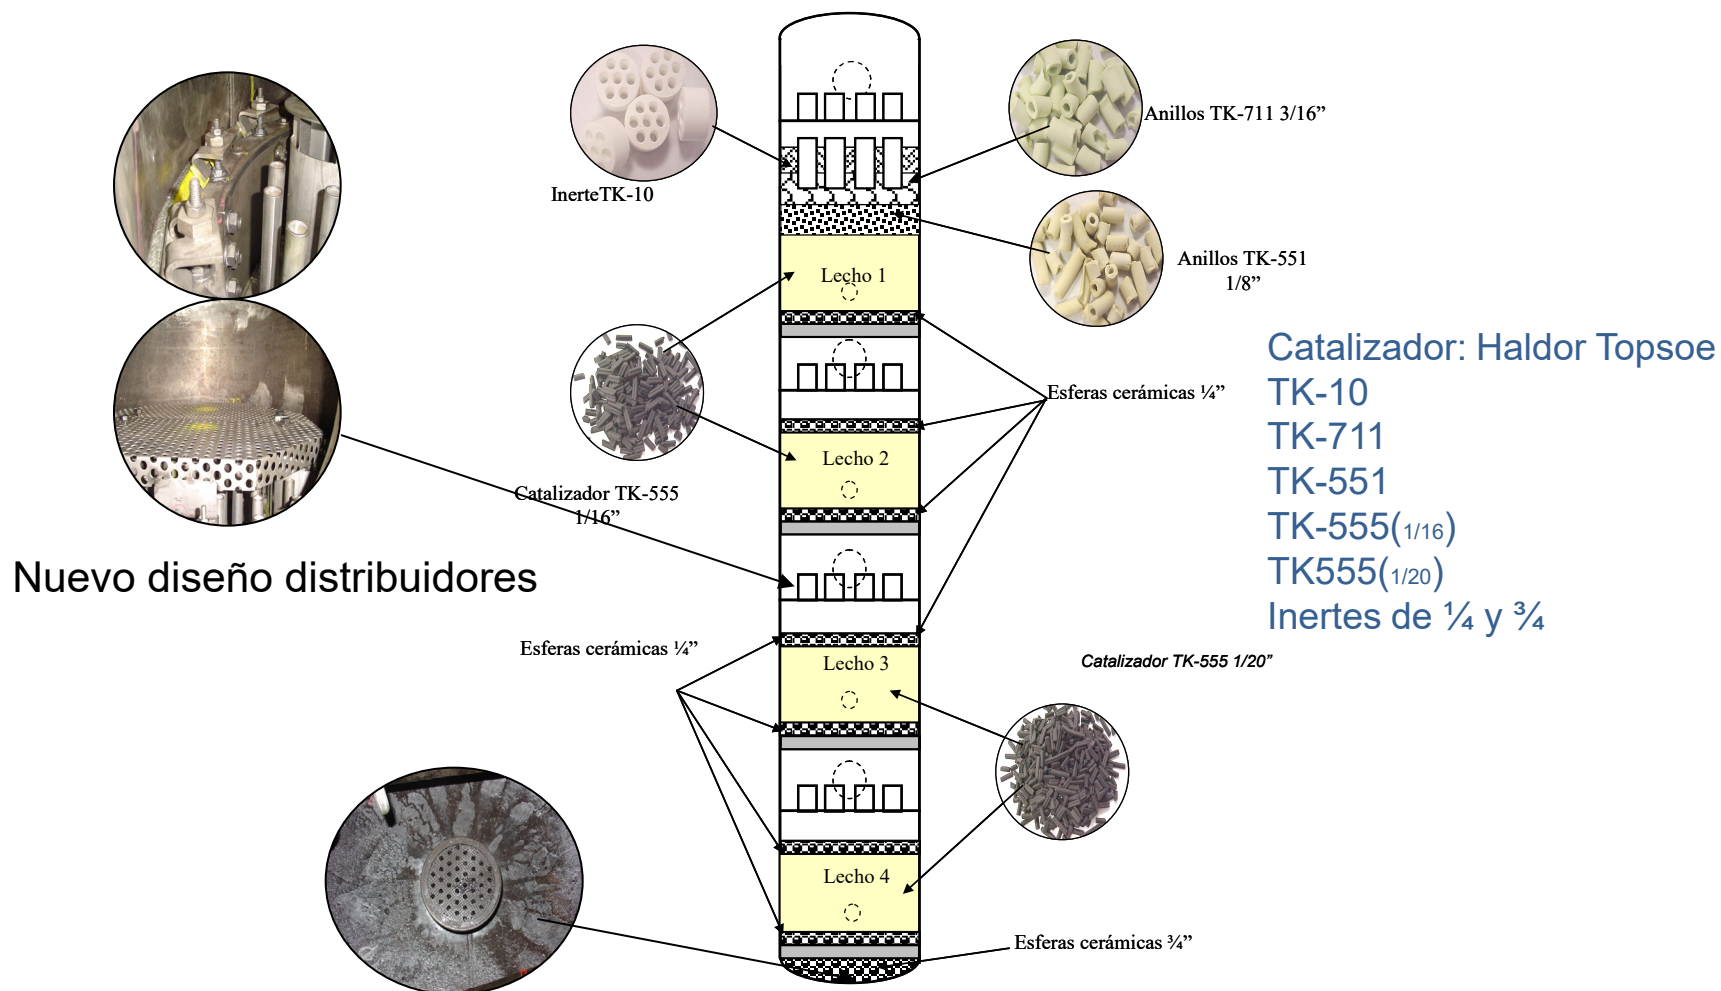 Anillos TK-711 3/16”
InerteTK-10
Anillos TK-551
1/8”
Lecho 1
Catalizador: Haldor Topsoe
TK-10
TK-711
TK-551
TK-555(1/16)
TK555(1/20)
Inertes de ¼ y ¾
Esferas cerámicas ¼”
Lecho 2
Catalizador TK-555
1/16”
Nuevo diseño distribuidores
Esferas cerámicas ¼”
Lecho 3
Catalizador TK-555 1/20”
Lecho 4
Esferas cerámicas ¾”